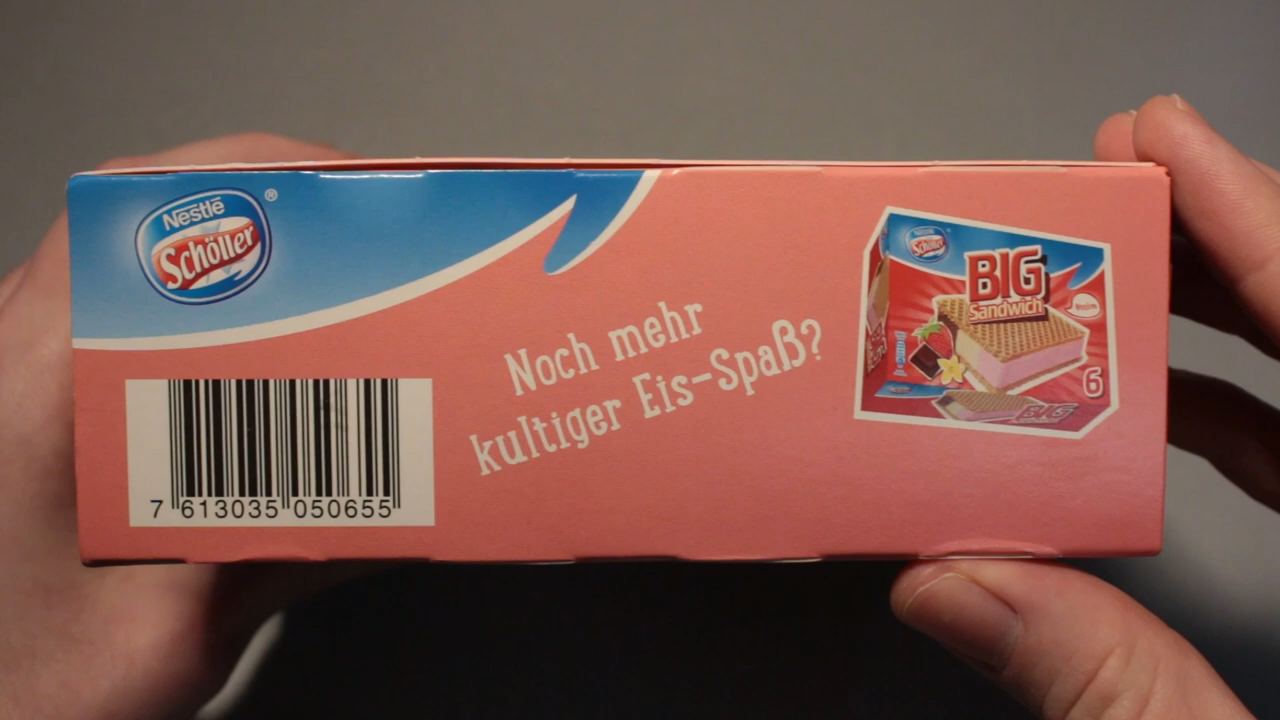 Nestlé
Schöller
®
Noch mehr
kultiger Eis-Spaß?
7 613035 050655
Schöller
BIG
Sandwich
6
BIG